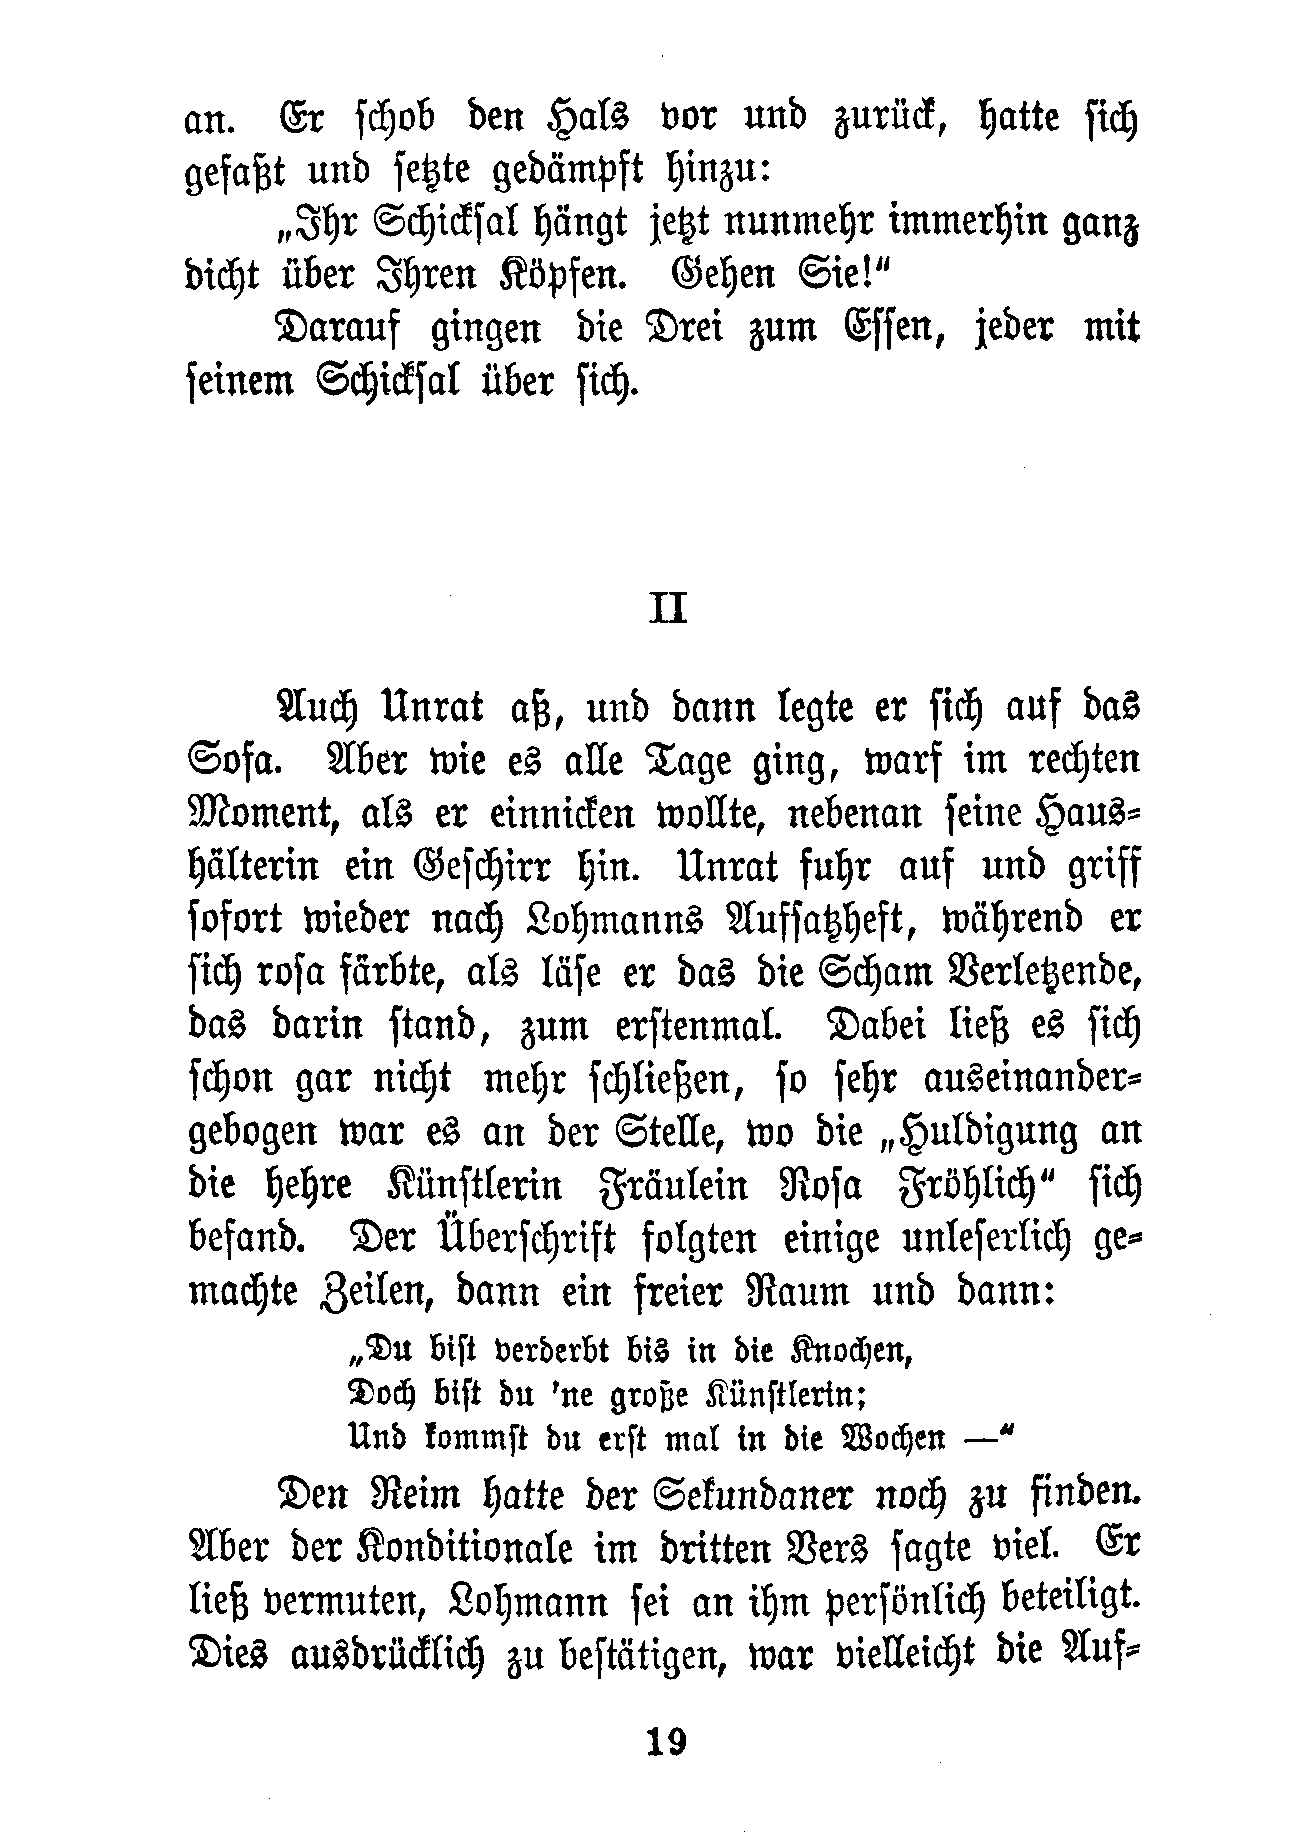 an. Er schob den Hals vor und zurück, hatte sich
gefaßt und setzte gedämpft hinzu:
„Ihr Schicksal hängt jetzt nunmehr immerhin ganz
dicht über Ihren Köpfen. Gehen Sie!“
Darauf gingen die Drei zum Essen, jeder mit
seinem Schicksal über sich.
II
Auch Unrat aß, und dann legte er sich auf das
Sofa. Aber wie es alle Tage ging, warf im rechten
Moment, als er einnicken wollte, nebenan seine Haus-
hälterin ein Geschirr hin. Unrat fuhr auf und griff
sofort wieder nach Lohmanns Aufsatzheft, während er
sich rosa färbte, als läse er das die Scham Verletzende,
das darin stand, zum erstenmal. Dabei ließ es sich
schon gar nicht mehr schließen, so sehr auseinander-
gebogen war es an der Stelle, wo die „Huldigung an
die hehre Künstlerin Fräulein Rosa Fröhlich“ sich
befand. Der Überschrift folgten einige unleserlich ge-
machte Zeilen, dann ein freier Raum und dann:
„Du bist verderbt bis in die Knochen,
Doch bist du 'ne große Künstlerin;
Und kommst du erst mal in die Wochen —“
Den Reim hatte der Sekundaner noch zu finden.
Aber der Konditionale im dritten Vers sagte viel. Er
ließ vermuten, Lohmann sei an ihm persönlich beteiligt.
Dies ausdrücklich zu bestätigen, war vielleicht die Auf-
19